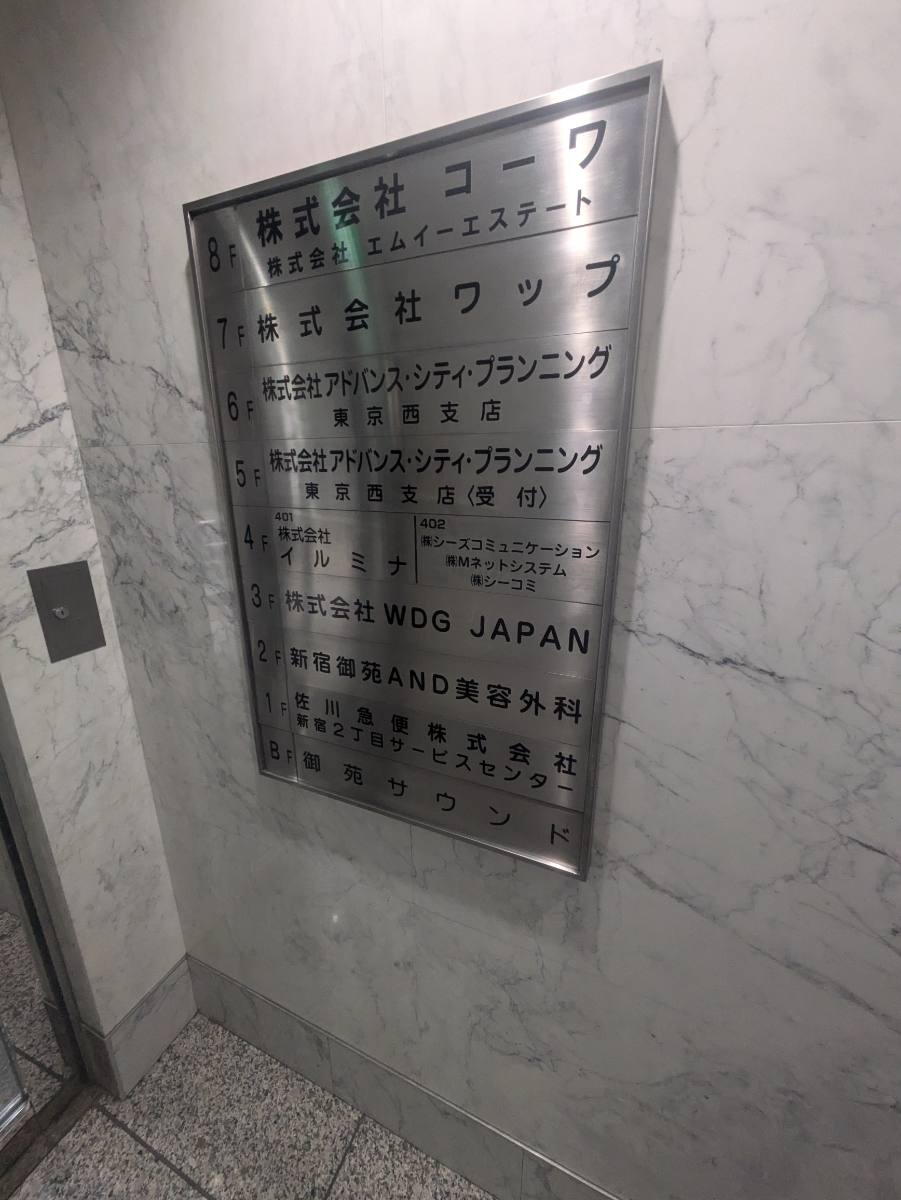 8F 株式会社 コーワ
株式会社 エムイーエステート
7F 株式会社ワップ
6F 株式会社アドバンス・シティ・プランニング
東京西支店
5F 株式会社アドバンス・シティ・プランニング
東京西支店〈受付〉
4F
401
株式会社
イルミナ
402
㈱シーズコミュニケーション
㈱Mネットシステム
㈱シーコミ
3F 株式会社 WDG JAPAN
2F 新宿御苑AND美容外科
1F 佐川急便株式会社
新宿2丁目サービスセンター
BF 御苑サウンド